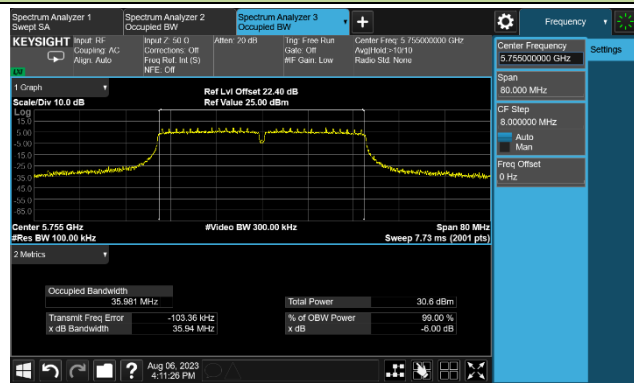 Spectrum Analyzer 1
Swept SA
Spectrum Analyzer 2
Occupied BW
Spectrum Analyzer 3
Occupied BW
Frequency
KEYSIGHT
Input: RF
Coupling: AC
Align: Auto
Input Z: 50 Ω
Corrections: Off
Freq Ref: Int (S)
NFE: Off
Atten: 20 dB
Trig: Free Run
Gate: Off
#IF Gain: Low
Center Freq: 5.755000000 GHz
Avg|Hold:>10/10
Radio Std: None
Center Frequency
5.755000000 GHz
Settings
Span
80.000 MHz
CF Step
8.000000 MHz
Auto
Man
Freq Offset
0 Hz
1 Graph
Scale/Div 10.0 dB
Ref Lvl Offset 22.40 dB
Ref Value 25.00 dBm
Log
15.0
5.00
-5.00
-15.0
-25.0
-35.0
-45.0
-55.0
-65.0
Center 5.755 GHz
#Video BW 300.00 kHz
Span 80 MHz
#Res BW 100.00 kHz
Sweep 7.73 ms (2001 pts)
2 Metrics
Occupied Bandwidth
35.981 MHz
Total Power 30.6 dBm
Transmit Freq Error -103.36 kHz
% of OBW Power 99.00 %
x dB Bandwidth 35.94 MHz
x dB -6.00 dB
Aug 06, 2023
4:11:26 PM